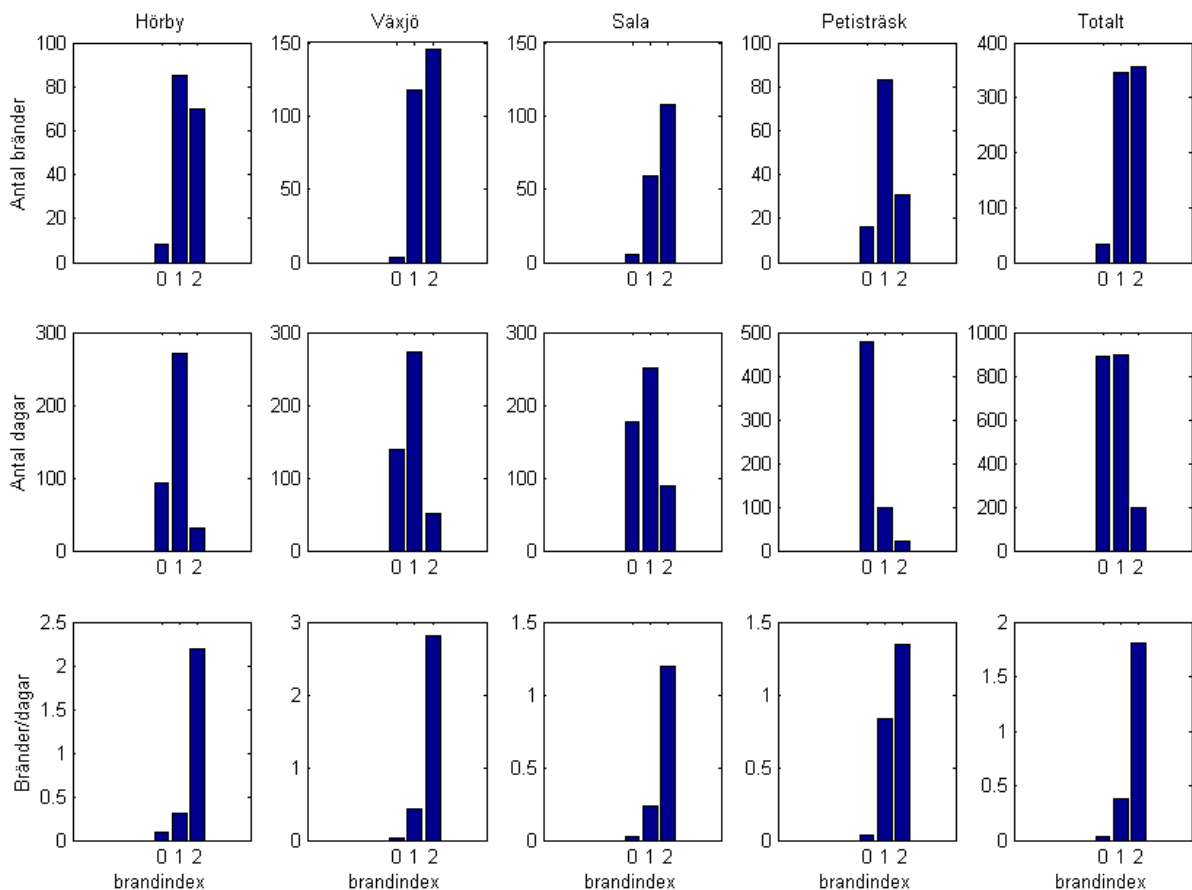 Hörby Växjö Sala Petisträsk Totalt
Antal bränder
100 80 60 40 20 0
0 1 2
150 100 50 0
0 1 2
150 100 50 0
0 1 2
100 80 60 40 20 0
0 1 2
400 300 200 100 0
0 1 2
Antal dagar
300 200 100 0
0 1 2
300 200 100 0
0 1 2
300 200 100 0
0 1 2
500 400 300 200 100 0
0 1 2
1000 800 600 400 200 0
0 1 2
Bränder/dagar
2.5 2 1.5 1 0.5 0
0 1 2
brandindex
3 2 1 0
0 1 2
brandindex
1.5 1 0.5 0
0 1 2
brandindex
1.5 1 0.5 0
0 1 2
brandindex
2 1.5 1 0.5 0
0 1 2
brandindex